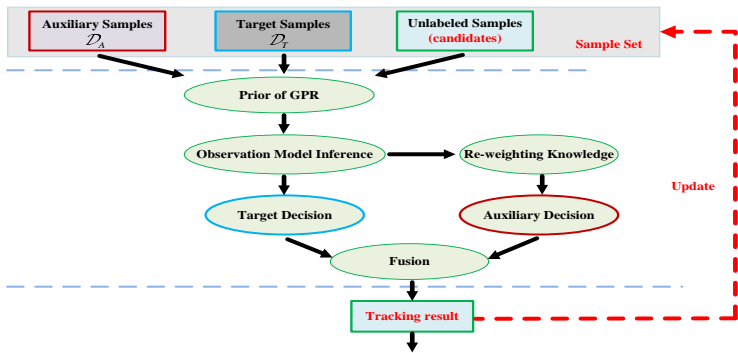 Auxiliary Samples
𝒟_A
Target Samples
𝒟_T
Unlabeled Samples
(candidates)
Sample Set
Prior of GPR
Observation Model Inference
Re-weighting Knowledge
Update
Target Decision
Auxiliary Decision
Fusion
Tracking result